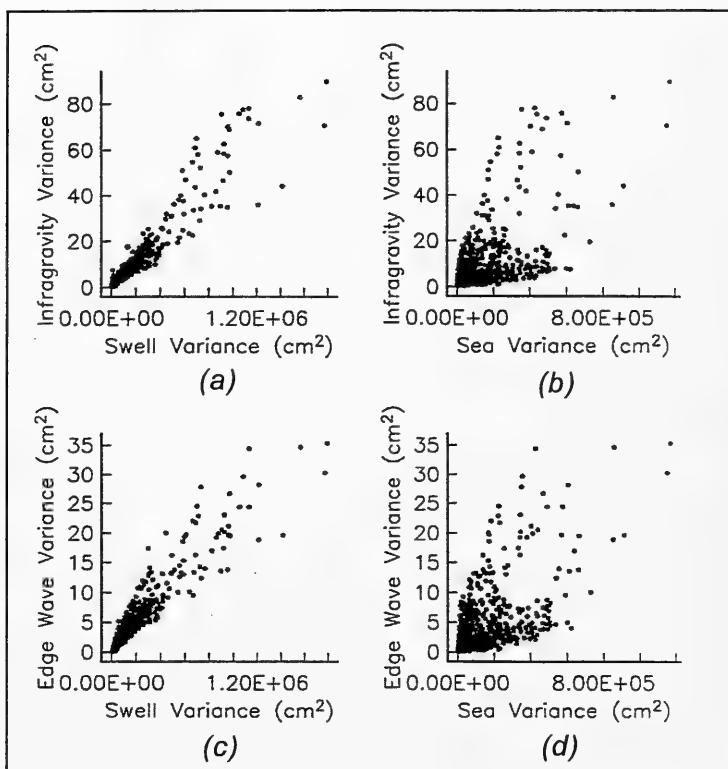 Infragravity Variance (cm²)
80
60
40
20
0
0.00E+00 1.20E+06
Swell Variance (cm²)
(a)
Infragravity Variance (cm²)
80
60
40
20
0
0.00E+00 8.00E+05
Sea Variance (cm²)
(b)
Edge Wave Variance (cm²)
35
30
25
20
15
10
5
0
0.00E+00 1.20E+06
Swell Variance (cm²)
(c)
Edge Wave Variance (cm²)
35
30
25
20
15
10
5
0
0.00E+00 8.00E+05
Sea Variance (cm²)
(d)